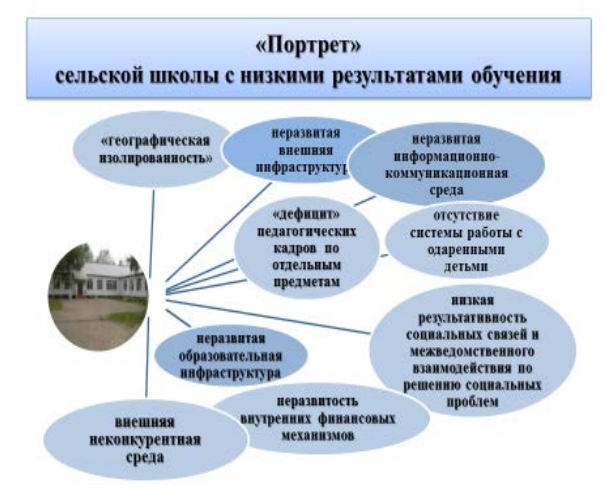 «Портрет»
сельской школы с низкими результатами обучения
«географическая
изолированность»
неразвитая
внешняя
инфраструктур
неразвитая
информационно-
коммуникационная
среда
«дефицит»
педагогических
кадров по
отдельным
предметам
отсутствие
системы работы с
одаренными
детьми
низкая
результативность
социальных связей и
межведомственного
взаимодействия по
решению социальных
проблем
неразвитая
образовательная
инфраструктура
неразвитость
внутренних финансовых
механизмов
внешняя
неконкурентная
среда